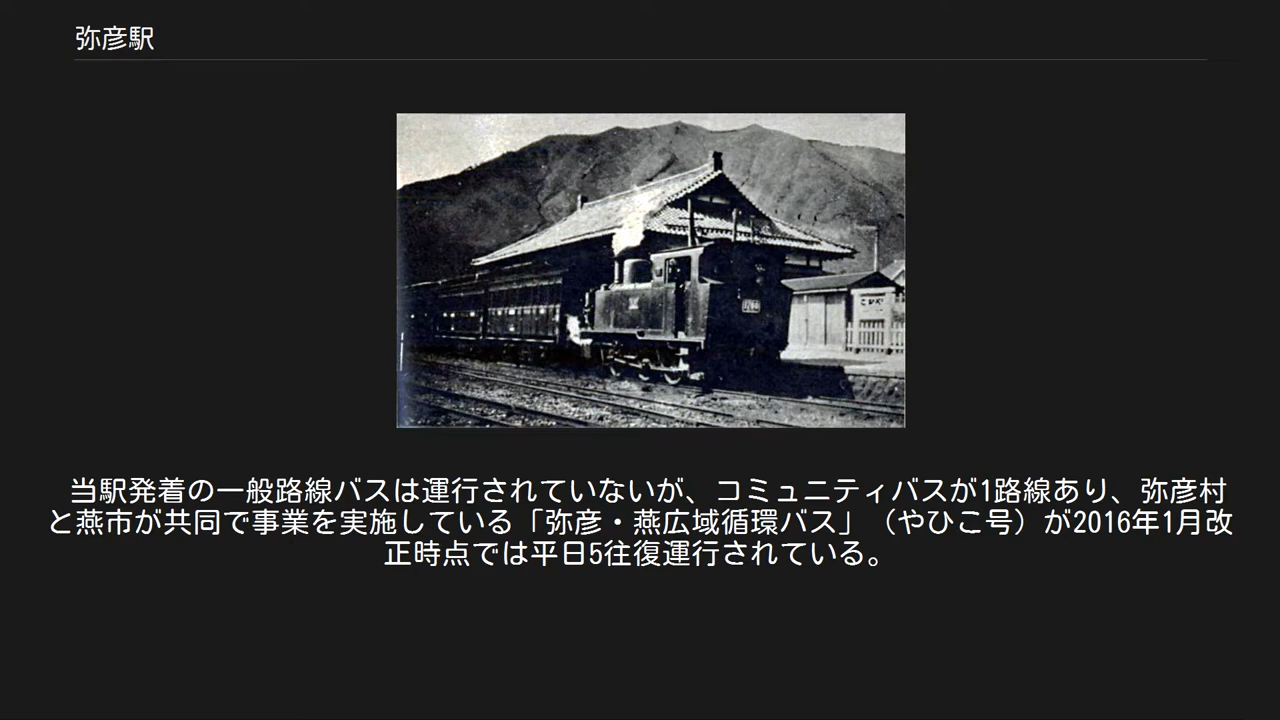 弥彦駅
当駅発着の一般路線バスは運行されていないが、コミュニティバスが1路線あり、弥彦村
と燕市が共同で事業を実施している「弥彦・燕広域循環バス」（やひこ号）が2016年1月改
正時点では平日5往復運行されている。